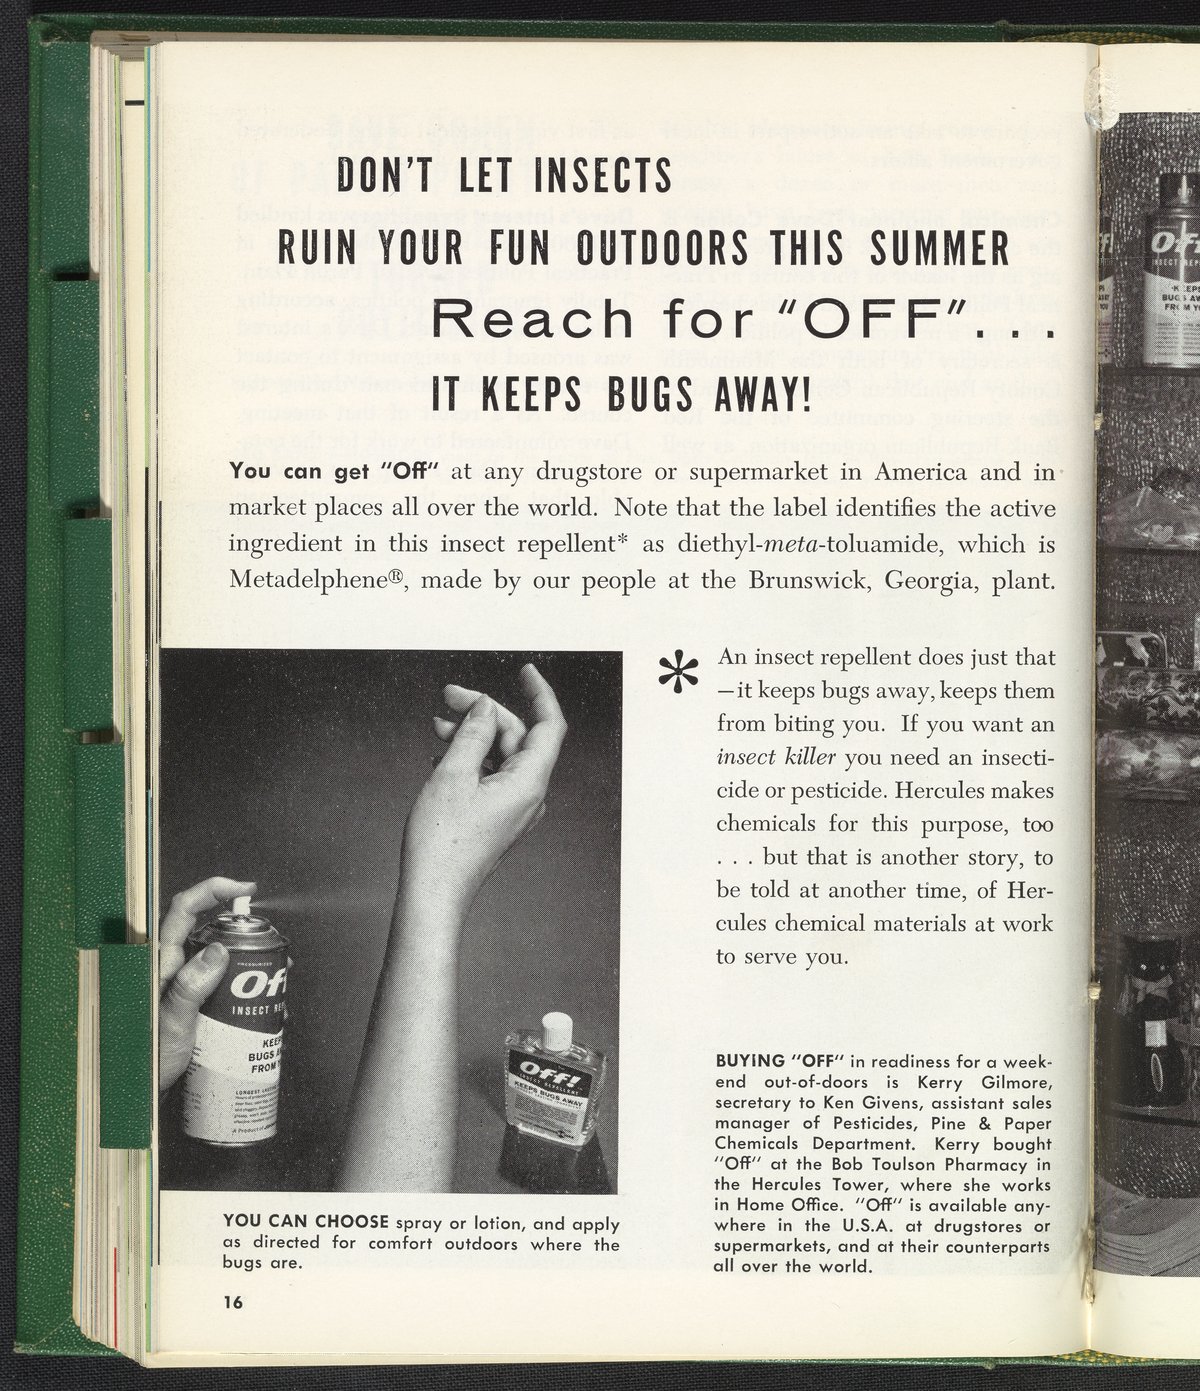 DON'T LET INSECTS
RUIN YOUR FUN OUTDOORS THIS SUMMER
Reach for "OFF"...
IT KEEPS BUGS AWAY!
You can get "Off" at any drugstore or supermarket in America and in
market places all over the world. Note that the label identifies the active
ingredient in this insect repellent* as diethyl-meta-toluamide, which is
Metadelphene®, made by our people at the Brunswick, Georgia, plant.
* An insect repellent does just that
—it keeps bugs away, keeps them
from biting you. If you want an
insect killer you need an insecti-
cide or pesticide. Hercules makes
chemicals for this purpose, too
. . . but that is another story, to
be told at another time, of Her-
cules chemical materials at work
to serve you.
PRESSURIZED
Off
INSECT RE
KEEP
BUGS A
FROM
LONGEST
Off!
INSECT REPELLENT
KEEPS BUGS AWAY
YOU CAN CHOOSE spray or lotion, and apply
as directed for comfort outdoors where the
bugs are.
BUYING "OFF" in readiness for a week-
end out-of-doors is Kerry Gilmore,
secretary to Ken Givens, assistant sales
manager of Pesticides, Pine & Paper
Chemicals Department. Kerry bought
"Off" at the Bob Toulson Pharmacy in
the Hercules Tower, where she works
in Home Office. "Off" is available any-
where in the U.S.A. at drugstores or
supermarkets, and at their counterparts
all over the world.
16
Off
INSECT REP
KEEPS
BUGS AW
FROM Y